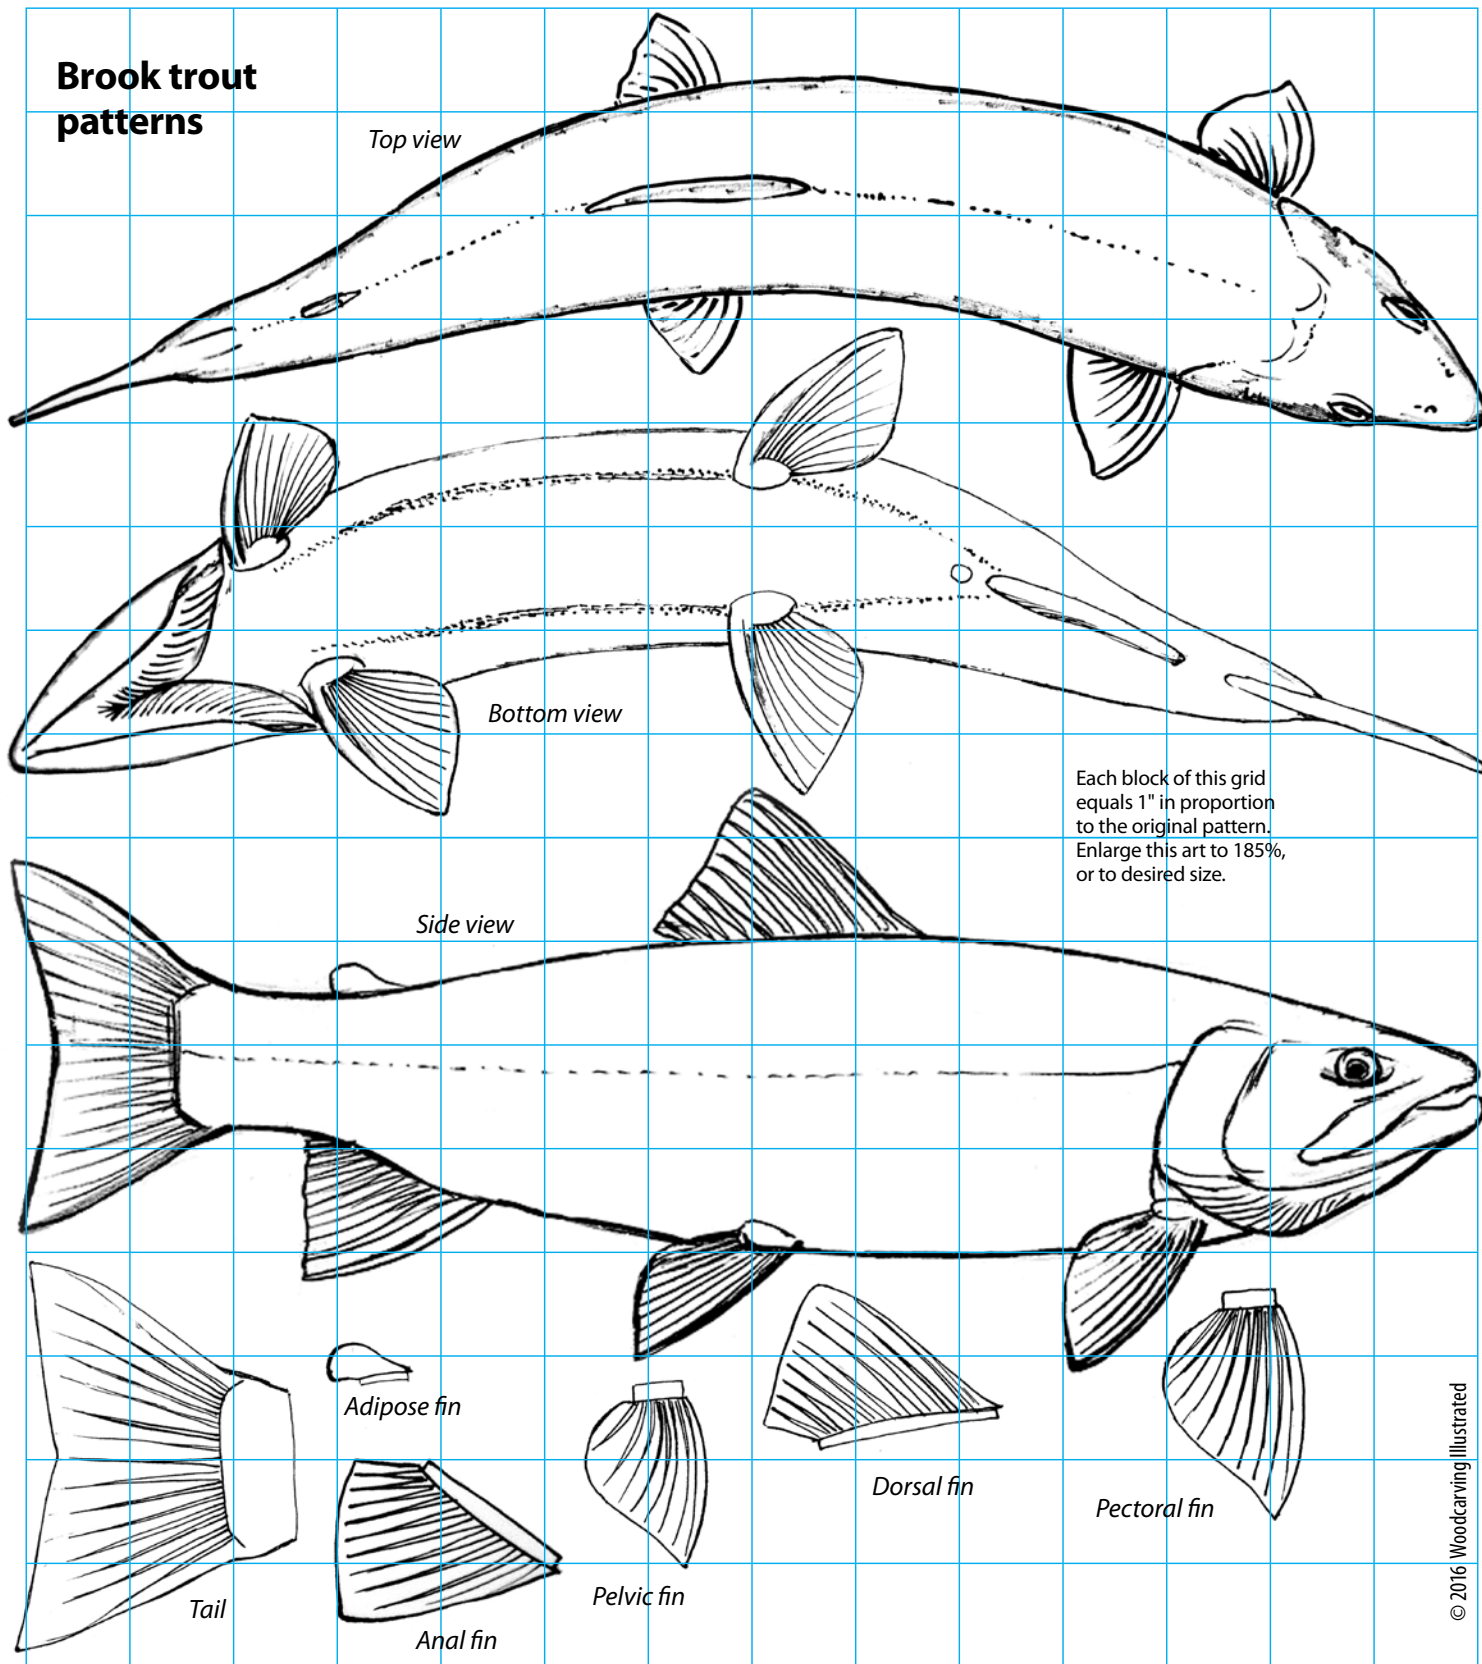 Brook trout
patterns
Top view
Bottom view
Each block of this grid
equals 1" in proportion
to the original pattern.
Enlarge this art to 185%,
or to desired size.
Side view
Adipose fin
Dorsal fin
Pectoral fin
Pelvic fin
Tail
Anal fin
© 2016 Woodcarving Illustrated